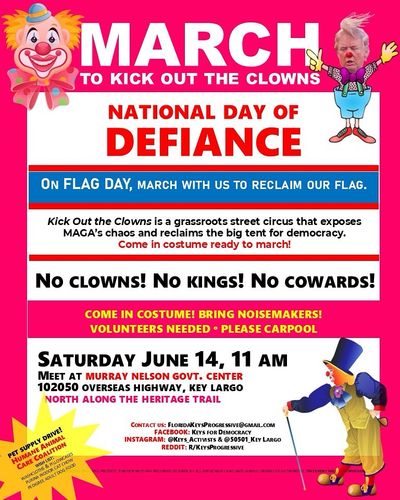 MARCH
TO KICK OUT THE CLOWNS
NATIONAL DAY OF
DEFIANCE
ON FLAG DAY, MARCH WITH US TO RECLAIM OUR FLAG.
Kick Out the Clowns is a grassroots street circus that exposes
MAGA's chaos and reclaims the big tent for democracy.
Come in costume ready to march!
NO CLOWNS! NO KINGS! NO COWARDS!
COME IN COSTUME! BRING NOISEMAKERS!
VOLUNTEERS NEEDED • PLEASE CARPOOL
SATURDAY JUNE 14, 11 AM
MEET AT MURRAY NELSON GOVT. CENTER
102050 OVERSEAS HIGHWAY, KEY LARGO
NORTH ALONG THE HERITAGE TRAIL
PET SUPPLY DRIVE!
HUMANE ANIMAL
CARE COALITION
CONTACT US: FLORIDAKEYSPROGRESSIVE@GMAIL.COM
FACEBOOK: KEYS FOR DEMOCRACY
INSTAGRAM: @KEYS_ACTIVISTS & @50501_KEY LARGO
REDDIT: R/KEYSPROGRESSIVE